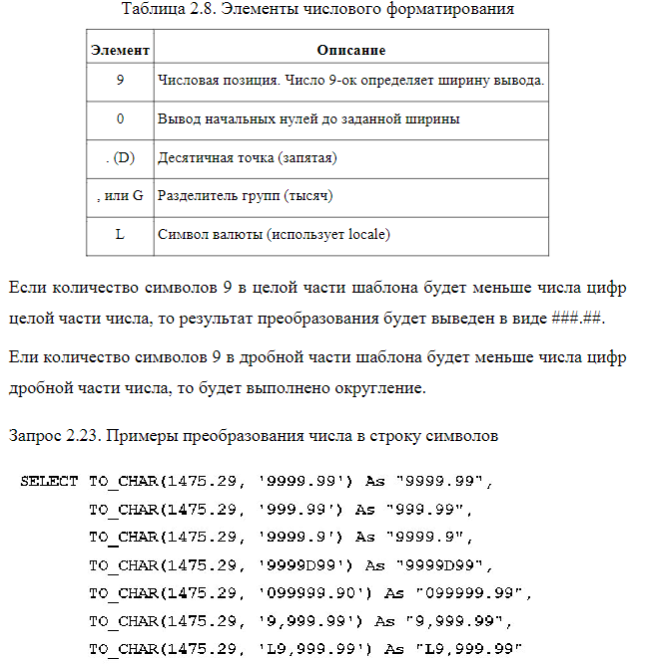 Таблица 2.8. Элементы числового форматирования
Элемент Описание
9 Числовая позиция. Число 9-ок определяет ширину вывода.
0 Вывод начальных нулей до заданной ширины
. (D) Десятичная точка (запятая)
, или G Разделитель групп (тысяч)
L Символ валюты (использует locale)
Если количество символов 9 в целой части шаблона будет меньше числа цифр
целой части числа, то результат преобразования будет выведен в виде ###.##.
Ели количество символов 9 в дробной части шаблона будет меньше числа цифр
дробной части числа, то будет выполнено округление.
Запрос 2.23. Примеры преобразования числа в строку символов
SELECT TO_CHAR(1475.29, '9999.99') As "9999.99",
TO_CHAR(1475.29, '999.99') As "999.99",
TO_CHAR(1475.29, '9999.9') As "9999.9",
TO_CHAR(1475.29, '9999D99') As "9999D99",
TO_CHAR(1475.29, '099999.90') As "099999.99",
TO_CHAR(1475.29, '9,999.99') As "9,999.99",
TO_CHAR(1475.29, 'L9,999.99') As "L9,999.99"